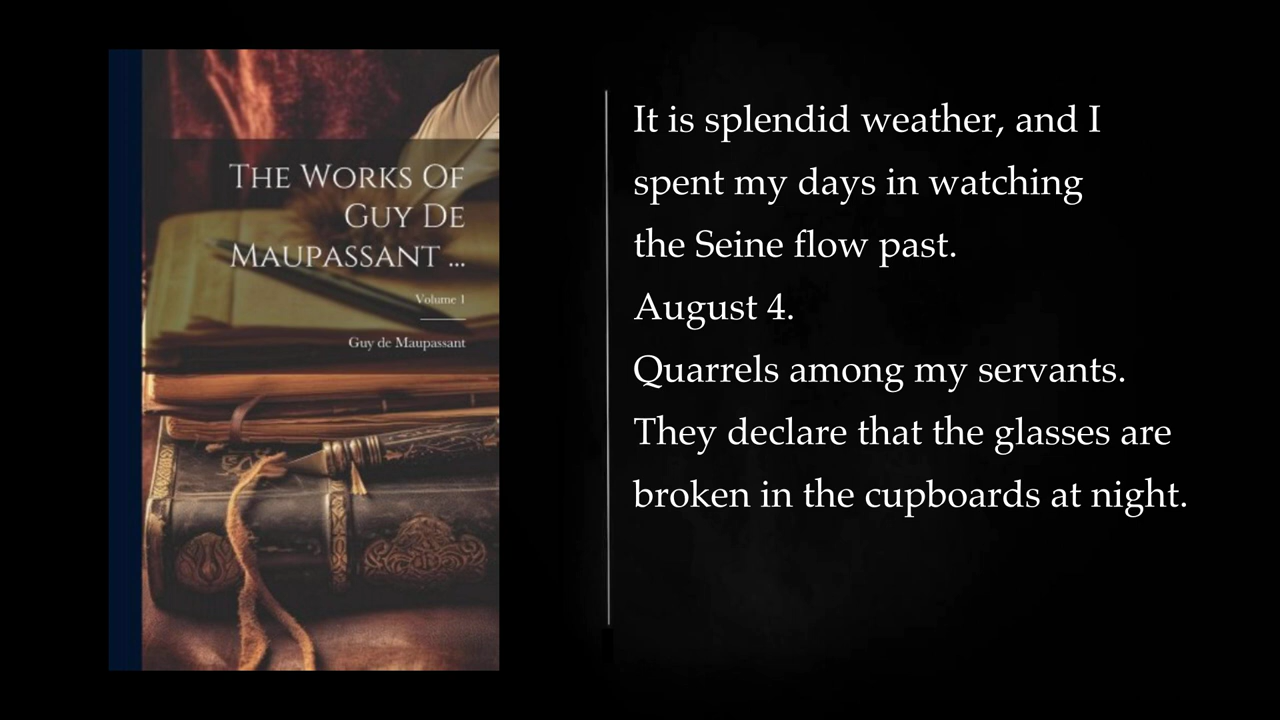 THE WORKS OF
GUY DE
MAUPASSANT ...
Volume 1
Guy de Maupassant
It is splendid weather, and I
spent my days in watching
the Seine flow past.
August 4.
Quarrels among my servants.
They declare that the glasses are
broken in the cupboards at night.